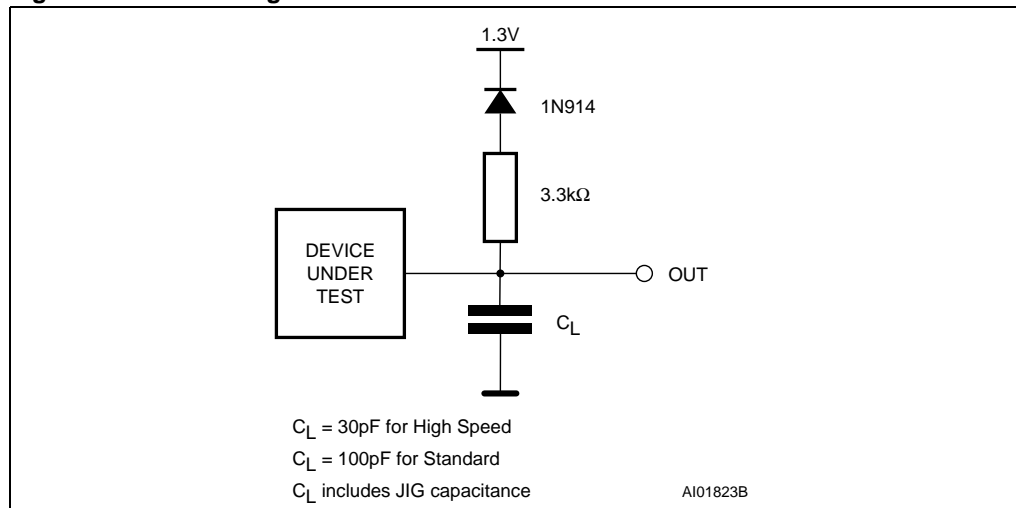 1.3V
1N914
3.3kΩ
DEVICE
UNDER
TEST
OUT
CL
CL = 30pF for High Speed
CL = 100pF for Standard
CL includes JIG capacitance
AI01823B